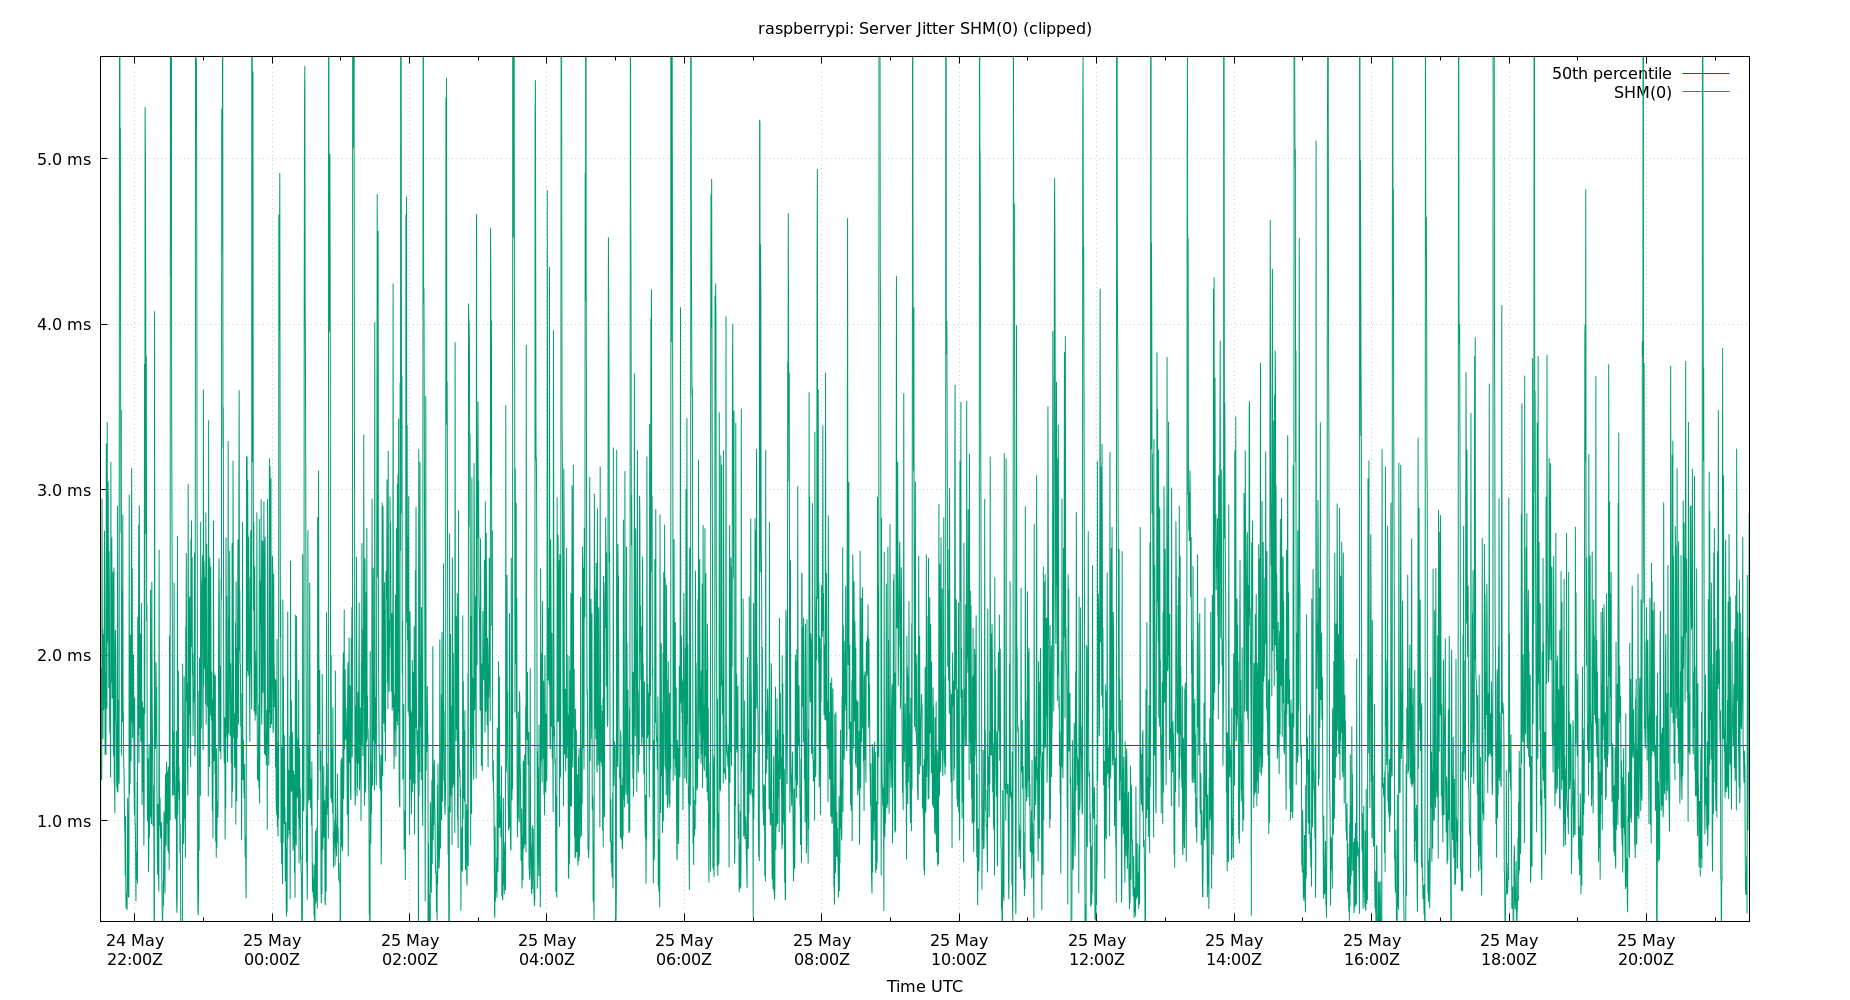 raspberrypi: Server Jitter SHM(0) (clipped)
50th percentile
SHM(0)
5.0 ms
4.0 ms
3.0 ms
2.0 ms
1.0 ms
24 May 25 May 25 May 25 May 25 May 25 May 25 May 25 May 25 May 25 May 25 May 25 May
22:00Z 00:00Z 02:00Z 04:00Z 06:00Z 08:00Z 10:00Z 12:00Z 14:00Z 16:00Z 18:00Z 20:00Z
Time UTC